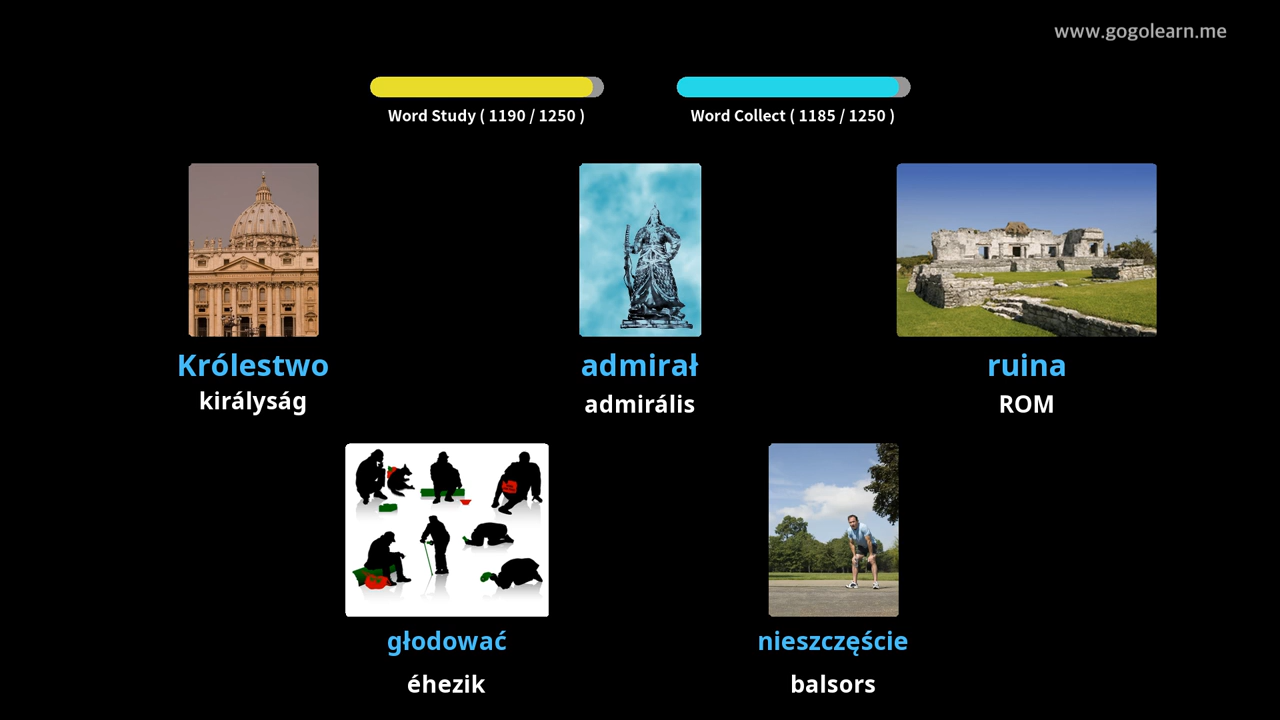 www.gogolearn.me
Word Study ( 1190 / 1250 )
Word Collect ( 1185 / 1250 )
Królestwo
királyság
admirał
admirális
ruina
ROM
głodować
éhezik
nieszczęście
balsors